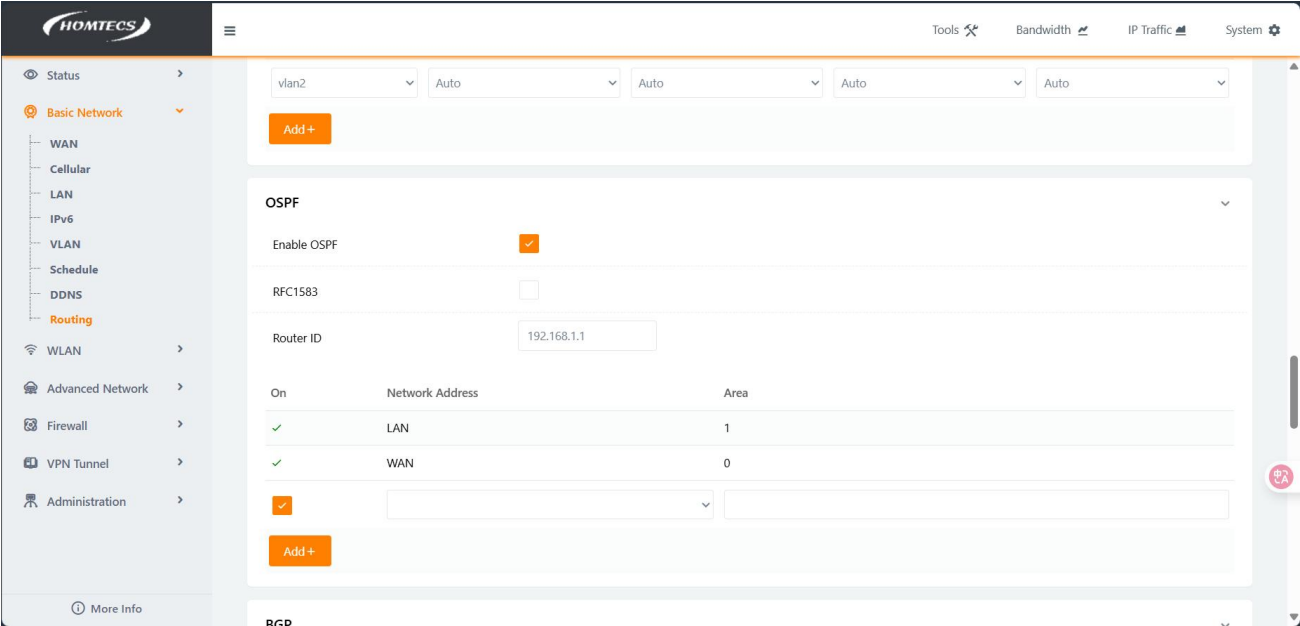 HOMTECS
Tools
Bandwidth
IP Traffic
System
Status
Basic Network
WAN
Cellular
LAN
IPv6
VLAN
Schedule
DDNS
Routing
WLAN
Advanced Network
Firewall
VPN Tunnel
Administration
More Info
vlan2 Auto Auto Auto Auto
Add +
OSPF
Enable OSPF
RFC1583
Router ID 192.168.1.1
On Network Address Area
LAN 1
WAN 0
Add +
BGP
中A